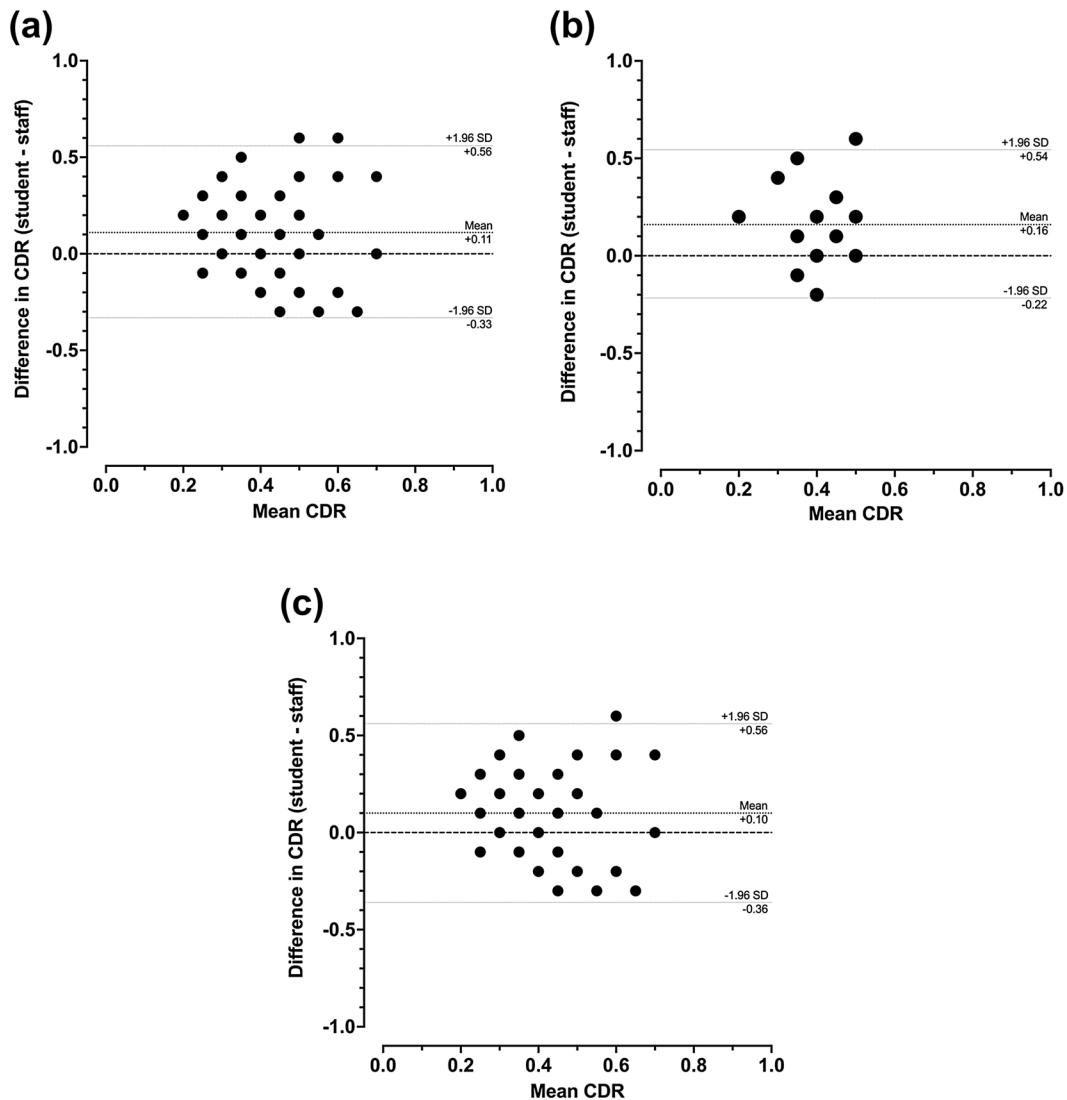 (a)
Difference in CDR (student - staff)
1.0
0.5
0.0
-0.5
-1.0
+1.96 SD
+0.56
Mean
+0.11
-1.96 SD
-0.33
0.0 0.2 0.4 0.6 0.8 1.0
Mean CDR
(b)
Difference in CDR (student - staff)
1.0
0.5
0.0
-0.5
-1.0
+1.96 SD
+0.54
Mean
+0.16
-1.96 SD
-0.22
0.0 0.2 0.4 0.6 0.8 1.0
Mean CDR
(c)
Difference in CDR (student - staff)
1.0
0.5
0.0
-0.5
-1.0
+1.96 SD
+0.56
Mean
+0.10
-1.96 SD
-0.36
0.0 0.2 0.4 0.6 0.8 1.0
Mean CDR